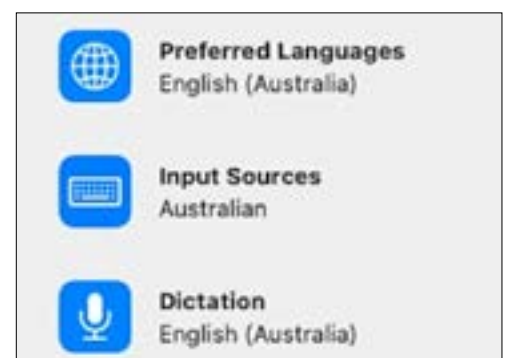 Preferred Languages
English (Australia)
Input Sources
Australian
Dictation
English (Australia)